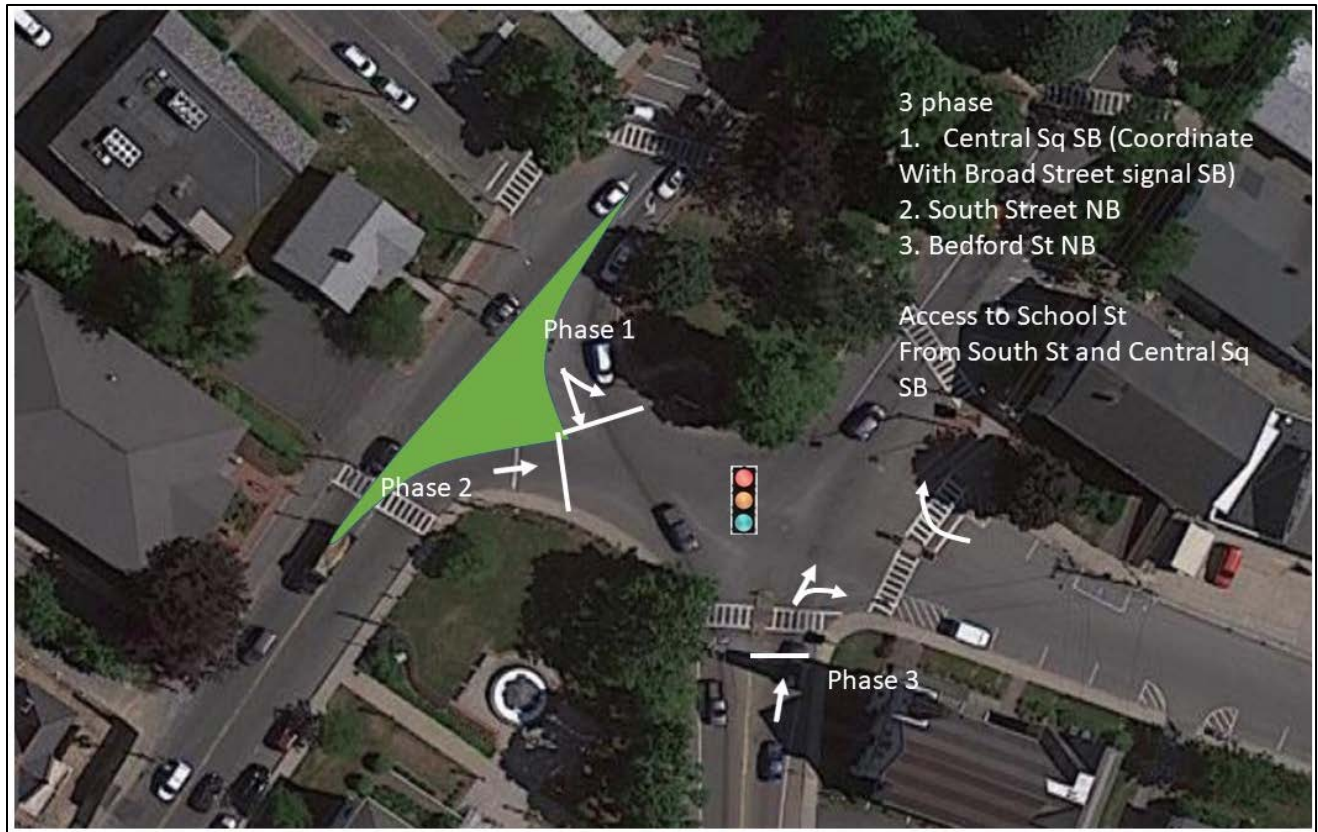 3 phase
1. Central Sq SB (Coordinate
With Broad Street signal SB)
2. South Street NB
3. Bedford St NB
Access to School St
From South St and Central Sq
SB
Phase 1
Phase 2
Phase 3